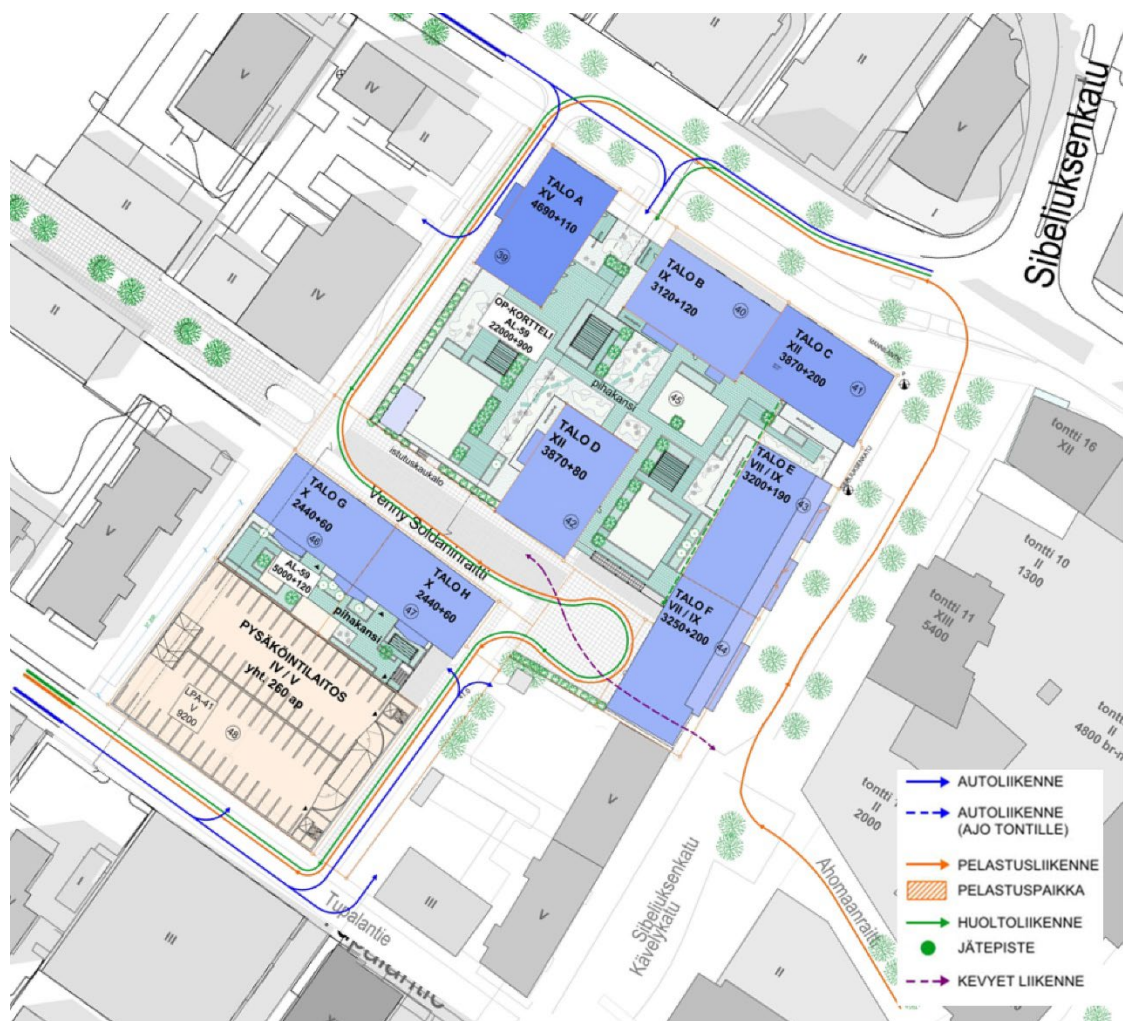 II
II
II
V
IV
II
V
I
Sibeliuksenkatu
TALO A
XV
4690+110
39
II
II
II
IV
TALO B
IX
3120+120
40
TALO C
XII
3870+200
41
OP-KORTTELI
AL-59
22000+900
pihakansi
45
TALO D
XII
3870+80
42
TALO E
VII / IX
3200+190
43
istutuskaukalo
Venny Soldaninraitti
TALO G
X
2440+60
46
AL-59
5000+120
pihakansi
TALO H
X
2440+60
47
TALO F
VII / IX
3250+200
44
tontti 16
XII
tontti 10
II
1300
tontti 11
XIII
5400
II
4800 br-m
II
2000
V
PYSÄKÖINTILAITOS
IV / V
yht. 260 ap
LPA-41
V
9200
48
V
V
V
I
III
III
Tupalantie
Sibeliuksenkatu
Kävelykatu
Ahomaanraitti
II
AUTOLIIKENNE
AUTOLIIKENNE
(AJO TONTILLE)
PELASTUSLIIKENNE
PELASTUSPAIKKA
HUOLTOLIIKENNE
JÄTEPISTE
KEVYET LIIKENNE